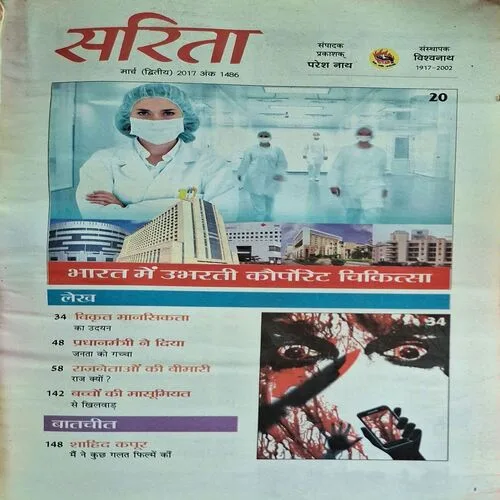 सरिता
मार्च (द्वितीय) 2017 अंक 1486
संपादक
प्रकाशक
परेश नाथ
संस्थापक
विश्वनाथ
1917-2002
20
भारत में उभरती कौर्पोरेट चिकित्सा
लेख
34 विकृत मानसिकता
का उदयन
48 प्रधानमंत्री ने दिया
जनता को गच्चा
58 राजनेताओं की बीमारी
राज क्यों ?
142 बच्चों की मासूमियत
से खिलवाड़
34
बातचीत
148 शाहिद कपूर
मैं ने कुछ गलत फिल्में कीं